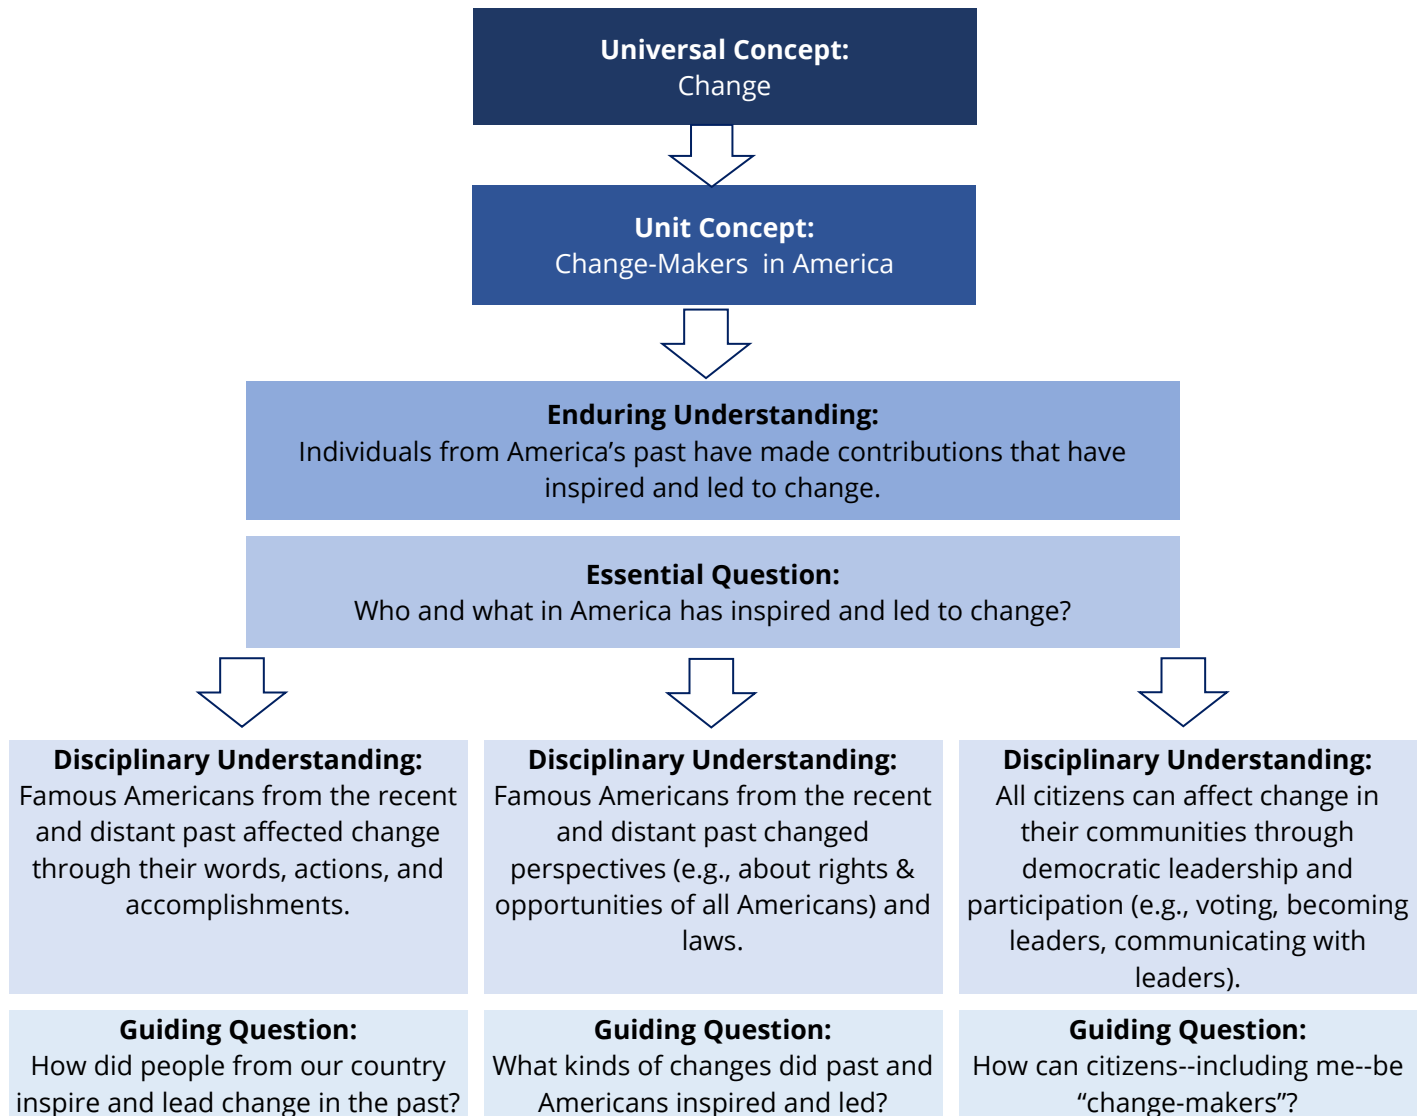 Universal Concept:
Change
Unit Concept:
Change-Makers  in America
Enduring Understanding:
Individuals from America’s past have made contributions that have
inspired and led to change.
Essential Question:
Who and what in America has inspired and led to change?
Disciplinary Understanding:
Famous Americans from the recent
and distant past affected change
through their words, actions, and
accomplishments.
Guiding Question:
How did people from our country
inspire and lead change in the past?
Disciplinary Understanding:
Famous Americans from the recent
and distant past changed
perspectives (e.g., about rights &
opportunities of all Americans) and
laws.
Guiding Question:
What kinds of changes did past and
Americans inspired and led?
Disciplinary Understanding:
All citizens can affect change in
their communities through
democratic leadership and
participation (e.g., voting, becoming
leaders, communicating with
leaders).
Guiding Question:
How can citizens--including me--be
“change-makers”?